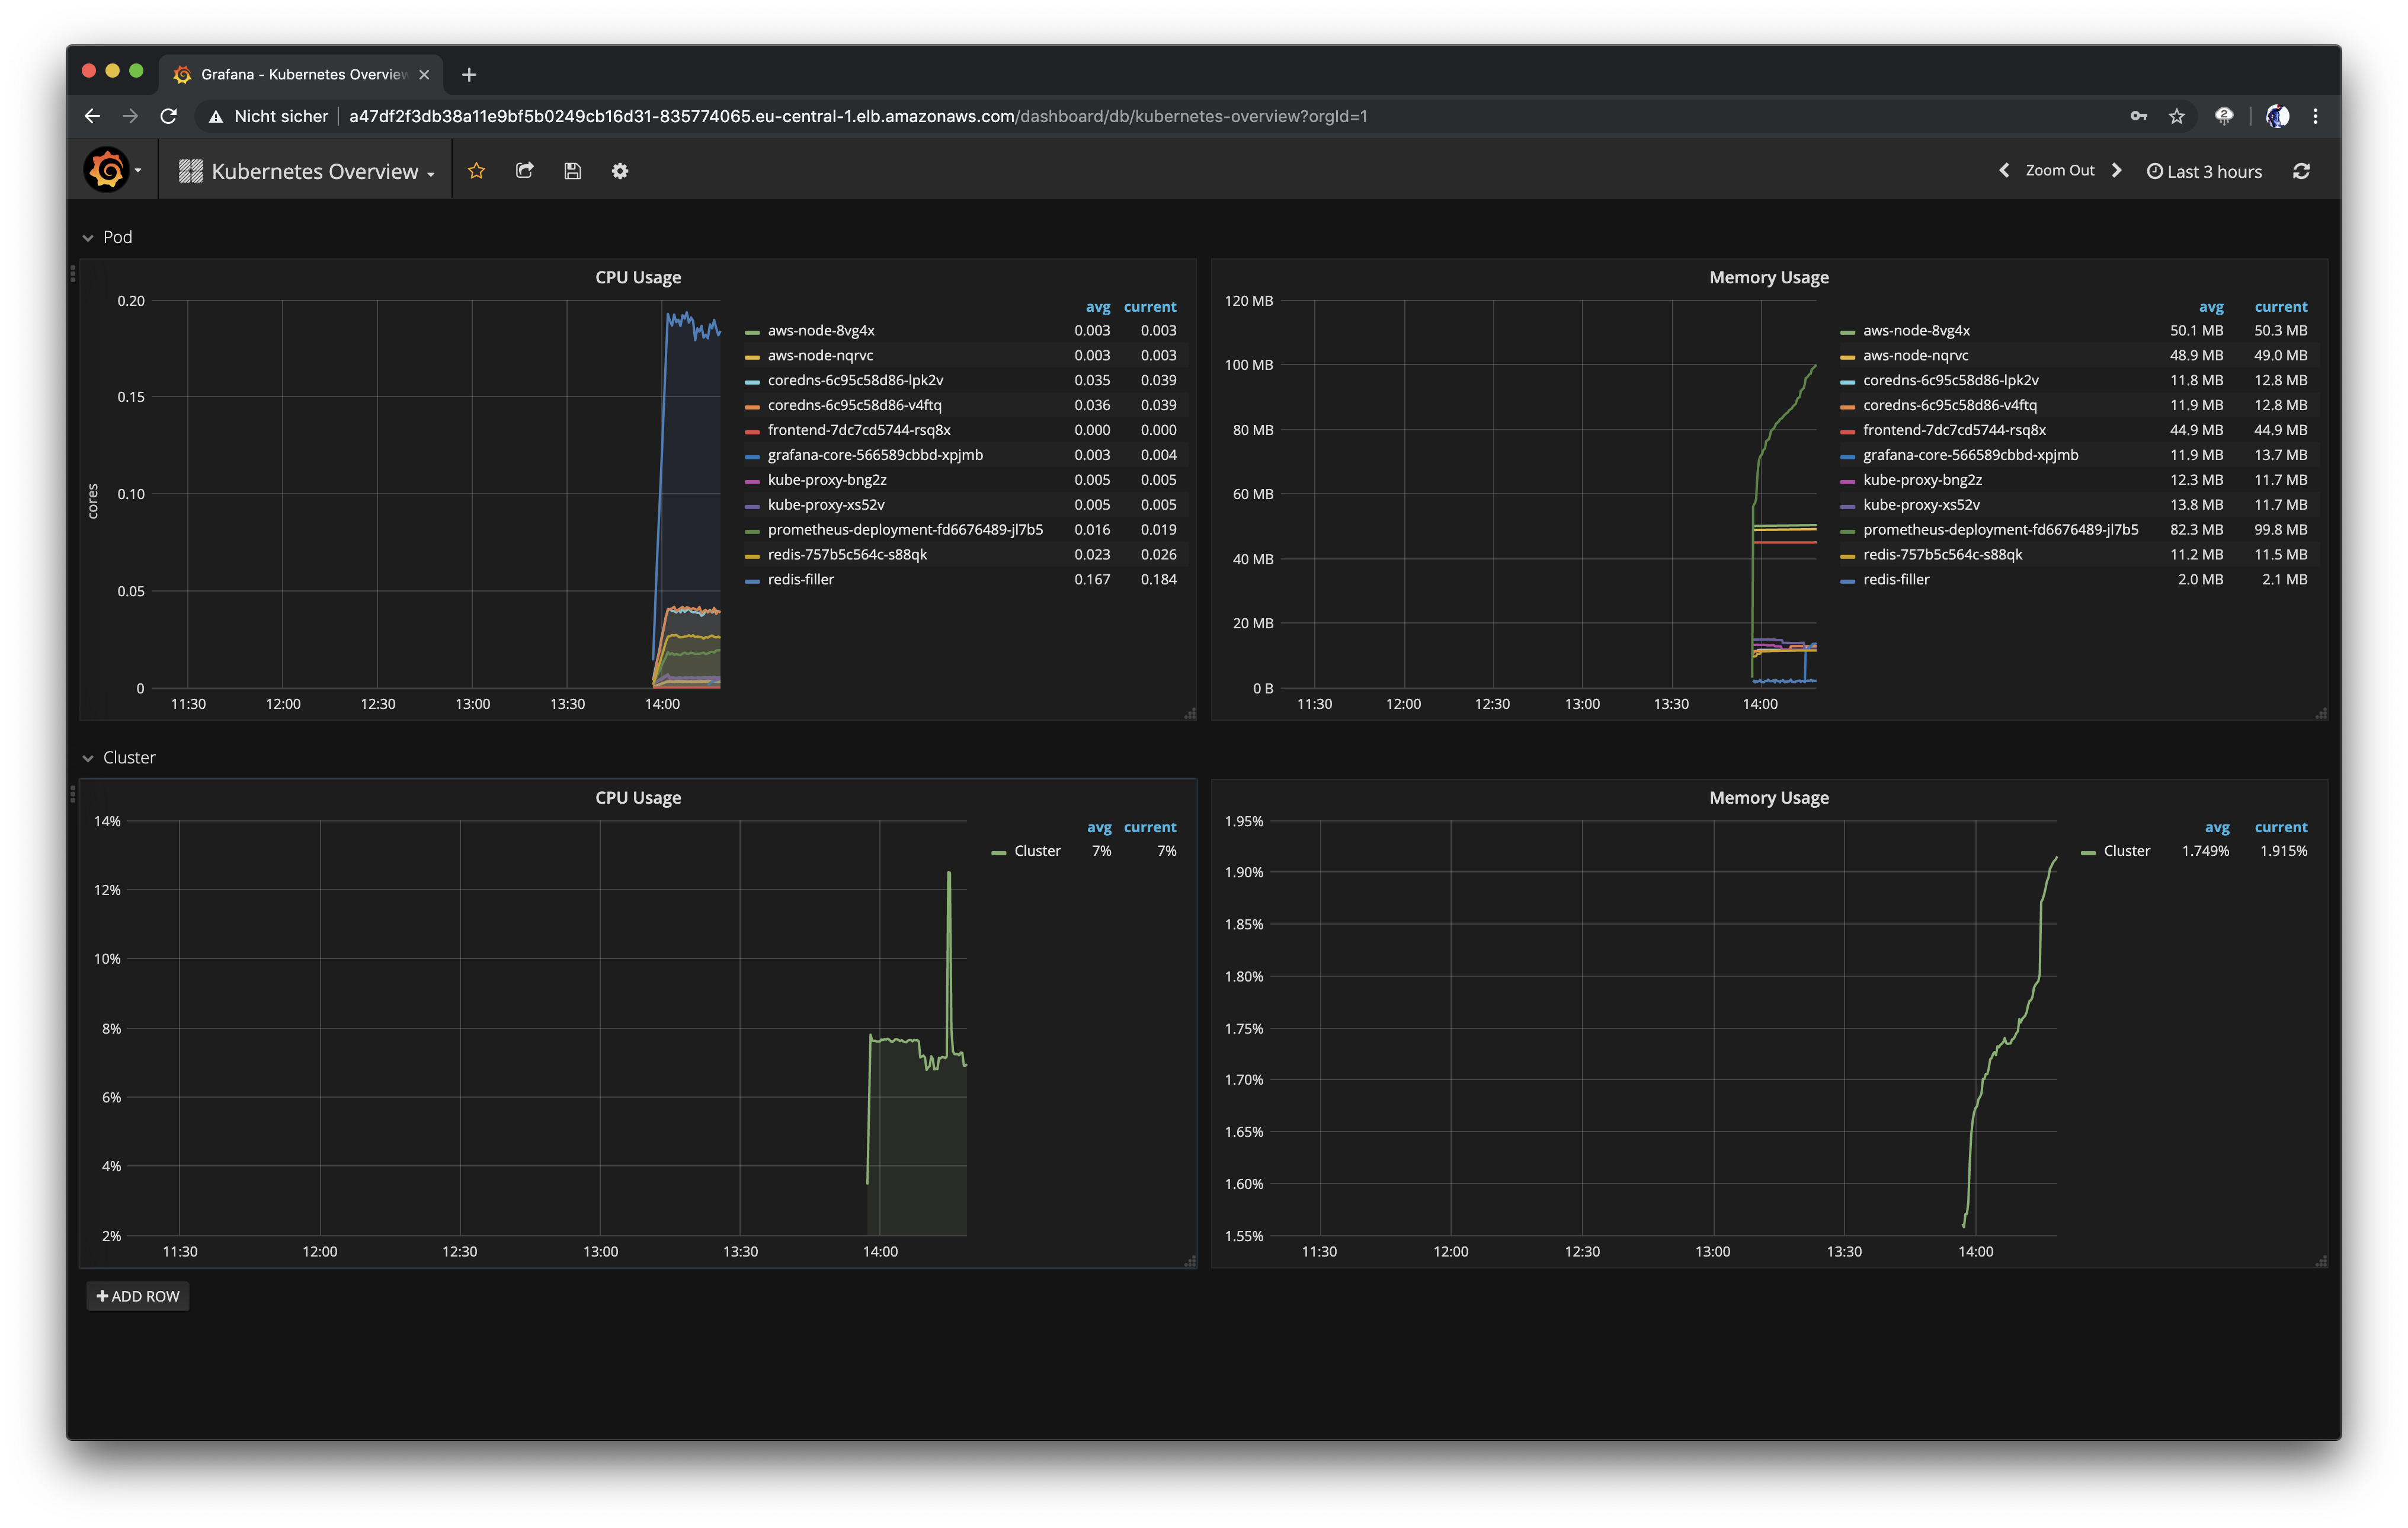 Grafana - Kubernetes Overview
Nicht sicher | a47df2f3db38a11e9bf5b0249cb16d31-835774065.eu-central-1.elb.amazonaws.com/dashboard/db/kubernetes-overview?orgId=1
Kubernetes Overview
Zoom Out
Last 3 hours
Pod
CPU Usage
cores
0.20
0.15
0.10
0.05
0
11:30 12:00 12:30 13:00 13:30 14:00
avg current
aws-node-8vg4x 0.003 0.003
aws-node-nqrvc 0.003 0.003
coredns-6c95c58d86-lpk2v 0.035 0.039
coredns-6c95c58d86-v4ftq 0.036 0.039
frontend-7dc7cd5744-rsq8x 0.000 0.000
grafana-core-566589cbbd-xpjmb 0.003 0.004
kube-proxy-bng2z 0.005 0.005
kube-proxy-xs52v 0.005 0.005
prometheus-deployment-fd6676489-jl7b5 0.016 0.019
redis-757b5c564c-s88qk 0.023 0.026
redis-filler 0.167 0.184
Memory Usage
120 MB
100 MB
80 MB
60 MB
40 MB
20 MB
0 B
11:30 12:00 12:30 13:00 13:30 14:00
avg current
aws-node-8vg4x 50.1 MB 50.3 MB
aws-node-nqrvc 48.9 MB 49.0 MB
coredns-6c95c58d86-lpk2v 11.8 MB 12.8 MB
coredns-6c95c58d86-v4ftq 11.9 MB 12.8 MB
frontend-7dc7cd5744-rsq8x 44.9 MB 44.9 MB
grafana-core-566589cbbd-xpjmb 11.9 MB 13.7 MB
kube-proxy-bng2z 12.3 MB 11.7 MB
kube-proxy-xs52v 13.8 MB 11.7 MB
prometheus-deployment-fd6676489-jl7b5 82.3 MB 99.8 MB
redis-757b5c564c-s88qk 11.2 MB 11.5 MB
redis-filler 2.0 MB 2.1 MB
Cluster
CPU Usage
14%
12%
10%
8%
6%
4%
2%
11:30 12:00 12:30 13:00 13:30 14:00
avg current
Cluster 7% 7%
Memory Usage
1.95%
1.90%
1.85%
1.80%
1.75%
1.70%
1.65%
1.60%
1.55%
11:30 12:00 12:30 13:00 13:30 14:00
avg current
Cluster 1.749% 1.915%
ADD ROW